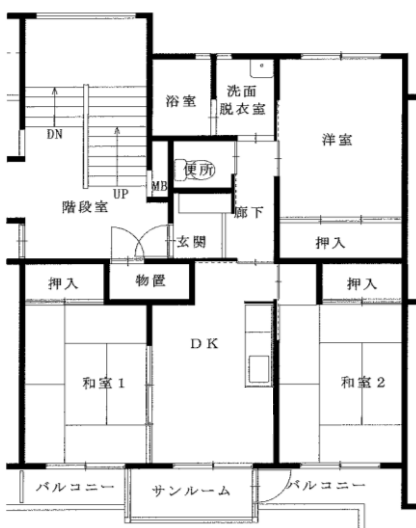 浴室
洗面
脱衣室
洋室
DN
UP
MB
便所
階段室
廊下
玄関
押入
押入
物置
押入
DK
和室1
和室2
バルコニー
サンルーム
バルコニー